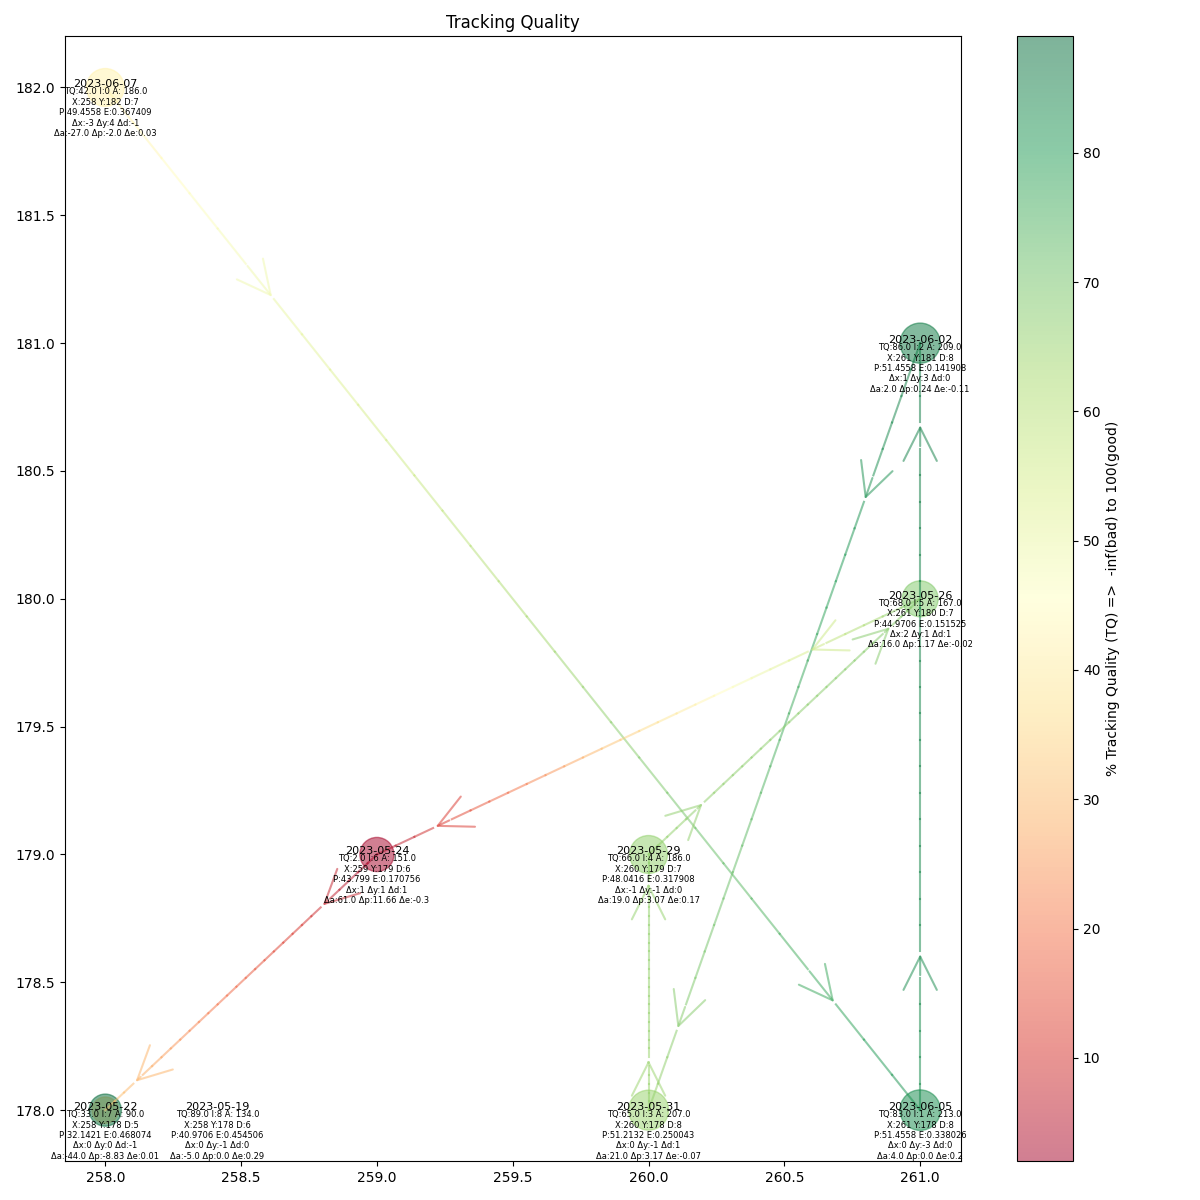 Tracking Quality
182.0
181.5
181.0
180.5
180.0
179.5
179.0
178.5
178.0
2023-06-07
TQ:42.0 I:0 A: 186.0
X:258 Y:182 D:7
P:49.4558 E:0.367409
Δx:-3 Δy:4 Δd:-1
Δa:-27.0 Δp:-2.0 Δe:0.03
2023-06-02
TQ:86.0 I:2 A: 209.0
X:261 Y:181 D:8
P:51.4558 E:0.141908
Δx:1 Δy:3 Δd:0
Δa:2.0 Δp:0.24 Δe:-0.11
2023-05-26
TQ:68.0 I:5 A: 167.0
X:261 Y:180 D:7
P:44.9706 E:0.151525
Δx:2 Δy:1 Δd:1
Δa:16.0 Δp:1.17 Δe:-0.02
2023-05-24
TQ:2.0 I:6 A: 151.0
X:259 Y:179 D:6
P:43.799 E:0.170756
Δx:1 Δy:1 Δd:1
Δa:61.0 Δp:11.66 Δe:-0.3
2023-05-29
TQ:66.0 I:4 A: 186.0
X:260 Y:179 D:7
P:48.0416 E:0.317908
Δx:-1 Δy:-1 Δd:0
Δa:19.0 Δp:3.07 Δe:0.17
2023-05-22
TQ:33.0 I:7 A: 90.0
X:258 Y:178 D:5
P:32.1421 E:0.468074
Δx:0 Δy:0 Δd:-1
Δa:-44.0 Δp:-8.83 Δe:0.01
2023-05-19
TQ:89.0 I:8 A: 134.0
X:258 Y:178 D:6
P:40.9706 E:0.454506
Δx:0 Δy:-1 Δd:0
Δa:-5.0 Δp:0.0 Δe:0.29
2023-05-31
TQ:65.0 I:3 A: 207.0
X:260 Y:178 D:8
P:51.2132 E:0.250043
Δx:0 Δy:-1 Δd:1
Δa:21.0 Δp:3.17 Δe:-0.07
2023-06-05
TQ:83.0 I:1 A: 213.0
X:261 Y:178 D:8
P:51.4558 E:0.338026
Δx:0 Δy:-3 Δd:0
Δa:4.0 Δp:0.0 Δe:0.2
258.0 258.5 259.0 259.5 260.0 260.5 261.0
80
70
60
50
40
30
20
10
% Tracking Quality (TQ) => -inf(bad) to 100(good)